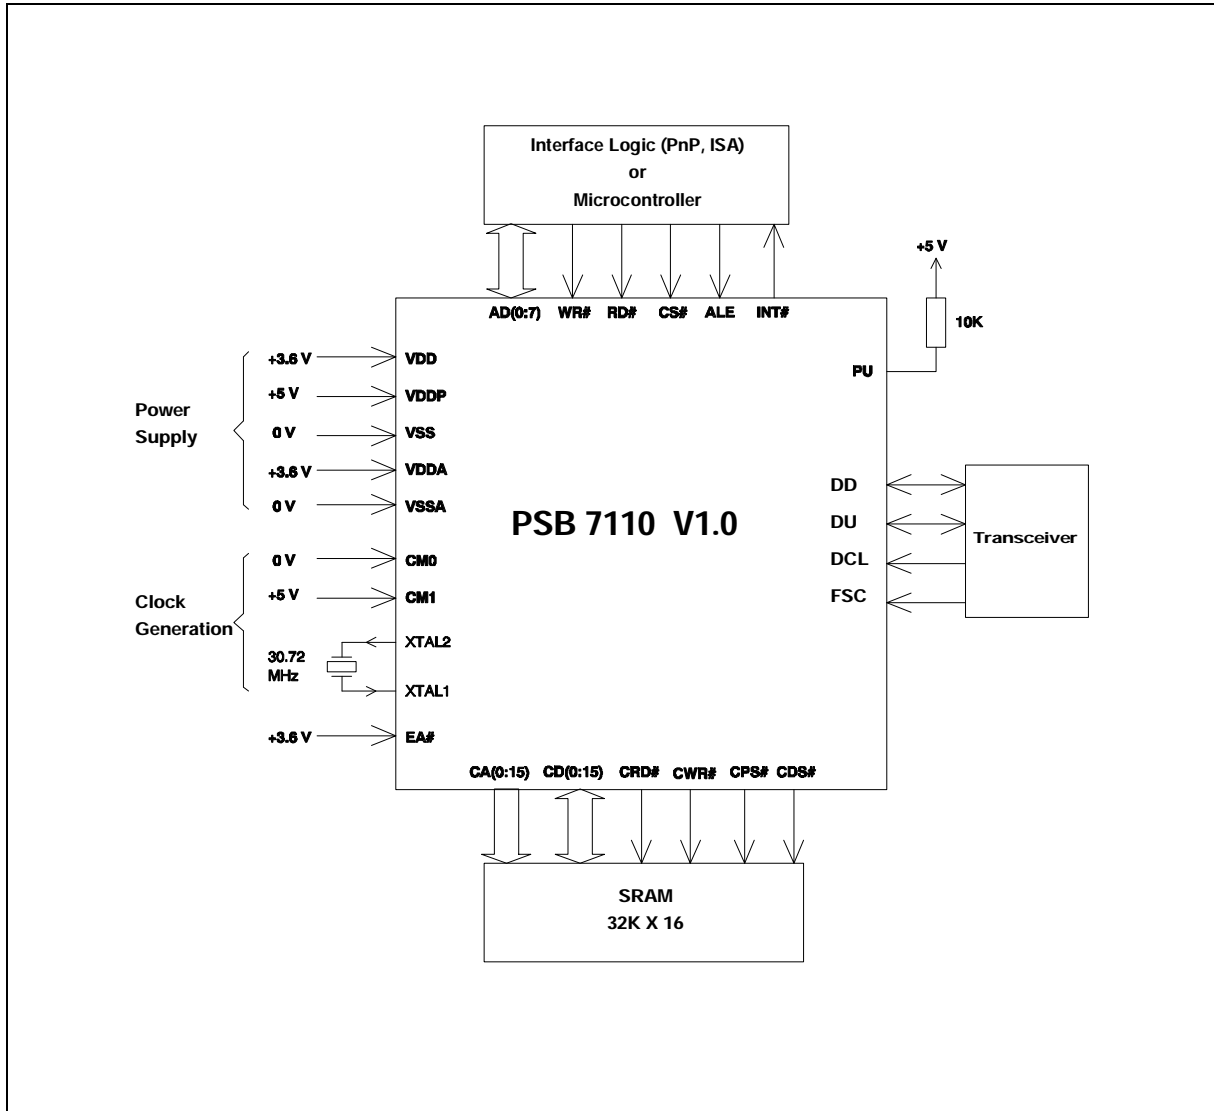 Interface Logic (PnP, ISA)
or
Microcontroller
+5 V
10K
AD(0:7) WR# RD# CS# ALE INT#
PU
Power
Supply
+3.6 V VDD
+5 V VDDP
0 V VSS
+3.6 V VDDA
0 V VSSA
PSB 7110 V1.0
DD
DU
DCL
FSC
Transceiver
Clock
Generation
0 V CM0
+5 V CM1
30.72
MHz
XTAL2
XTAL1
+3.6 V EA#
CA(0:15) CD(0:15) CRD# CWR# CPS# CDS#
SRAM
32K X 16